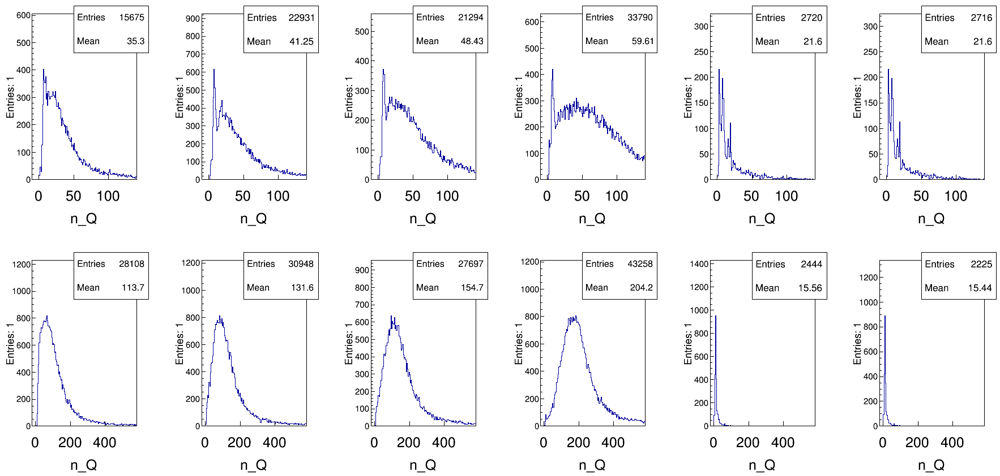 Entries 15675
Mean 35.3
600
500
400
300
200
100
0
Entries: 1
0 50 100
n_Q
Entries 22931
Mean 41.25
900
800
700
600
500
400
300
200
100
0
Entries: 1
0 50 100
n_Q
Entries 21294
Mean 48.43
500
400
300
200
100
0
Entries: 1
0 50 100
n_Q
Entries 33790
Mean 59.61
600
500
400
300
200
100
0
Entries: 1
0 50 100
n_Q
Entries 2720
Mean 21.6
300
250
200
150
100
50
0
Entries: 1
0 50 100
n_Q
Entries 2716
Mean 21.6
300
250
200
150
100
50
0
Entries: 1
0 50 100
n_Q
Entries 28108
Mean 113.7
1200
1000
800
600
400
200
0
Entries: 1
0 200 400
n_Q
Entries 30948
Mean 131.6
1200
1000
800
600
400
200
0
Entries: 1
0 200 400
n_Q
Entries 27697
Mean 154.7
900
800
700
600
500
400
300
200
100
0
Entries: 1
0 200 400
n_Q
Entries 43258
Mean 204.2
1200
1000
800
600
400
200
0
Entries: 1
0 200 400
n_Q
Entries 2444
Mean 15.56
1400
1200
1000
800
600
400
200
0
Entries: 1
0 200 400
n_Q
Entries 2225
Mean 15.44
1200
1000
800
600
400
200
0
Entries: 1
0 200 400
n_Q